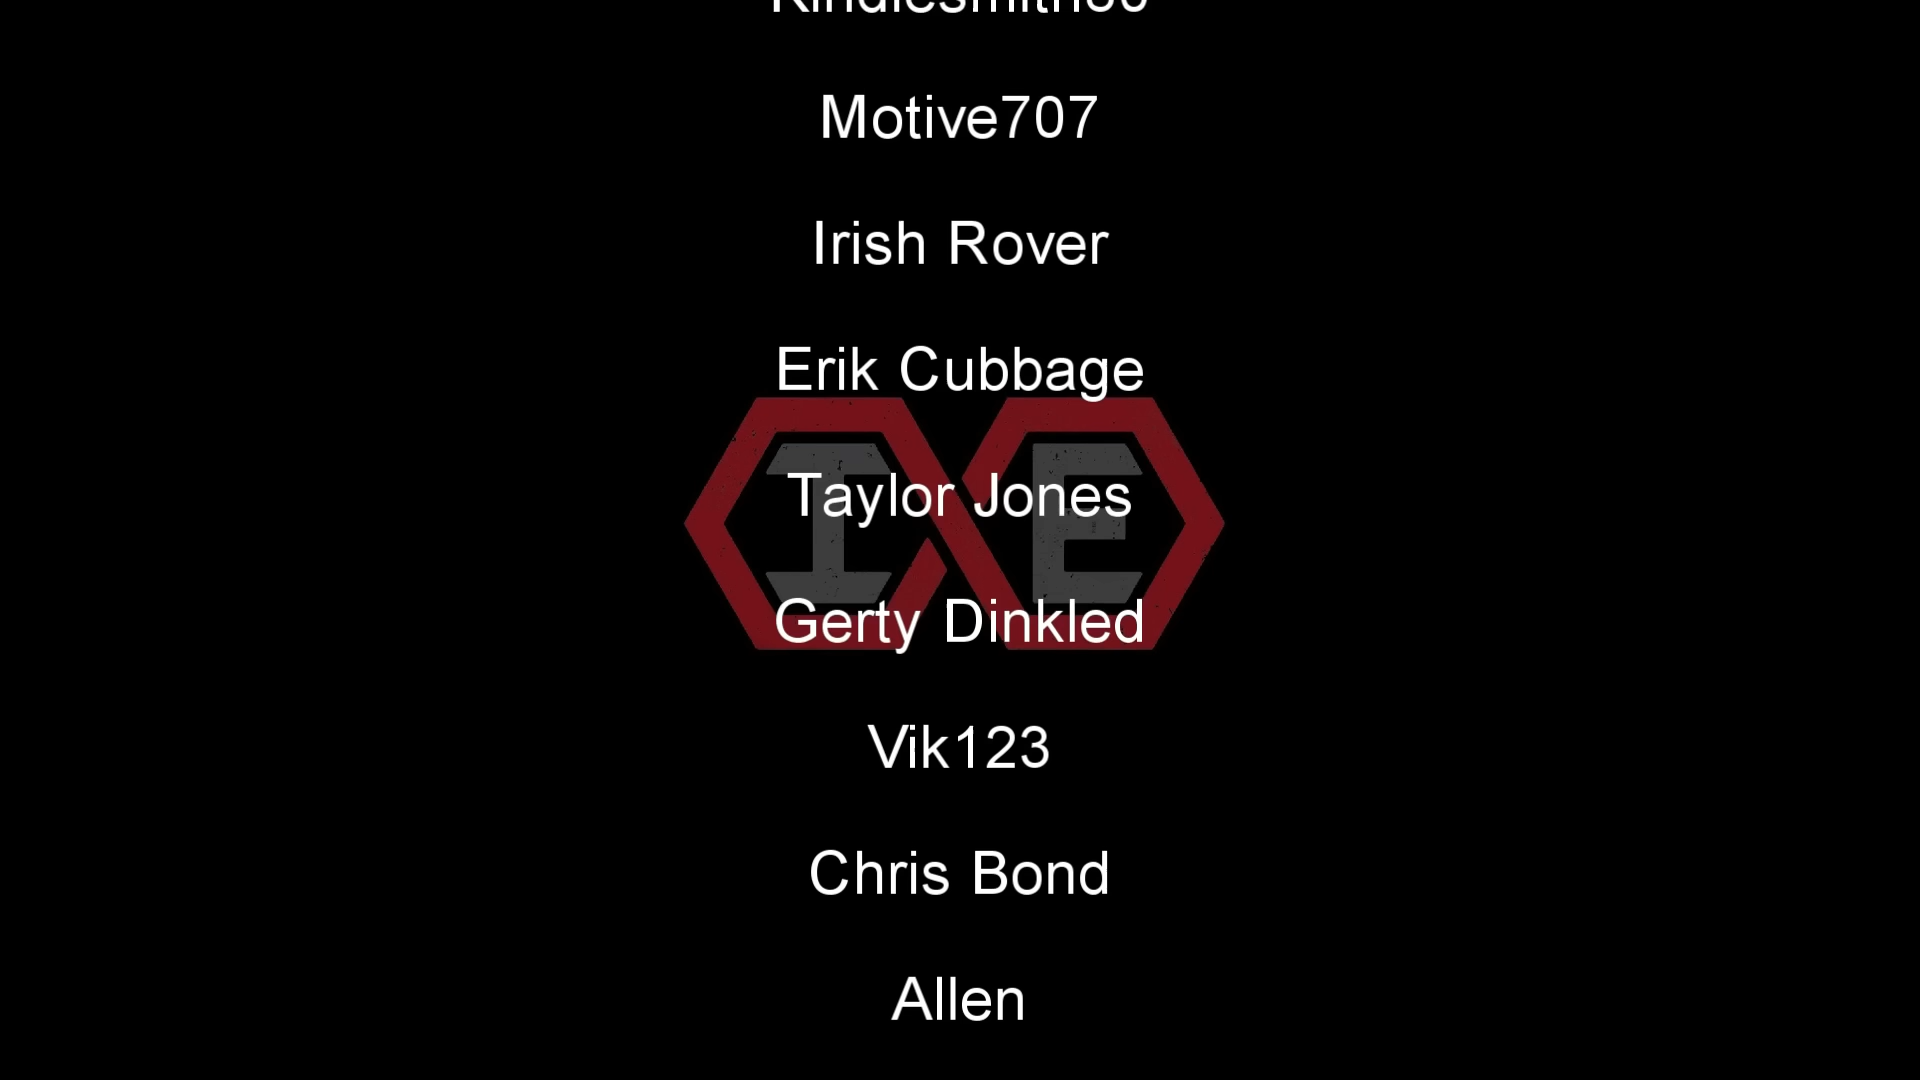 Motive707
Irish Rover
Erik Cubbage
Taylor Jones
I E
Gerty Dinkled
Vik123
Chris Bond
Allen